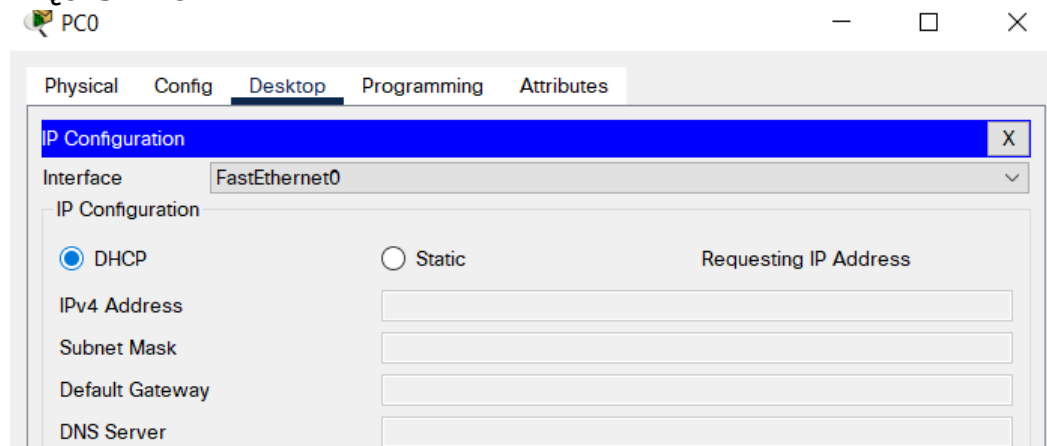 PC0
Physical Config Desktop Programming Attributes
IP Configuration X
Interface FastEthernet0
IP Configuration
DHCP Static Requesting IP Address
IPv4 Address
Subnet Mask
Default Gateway
DNS Server